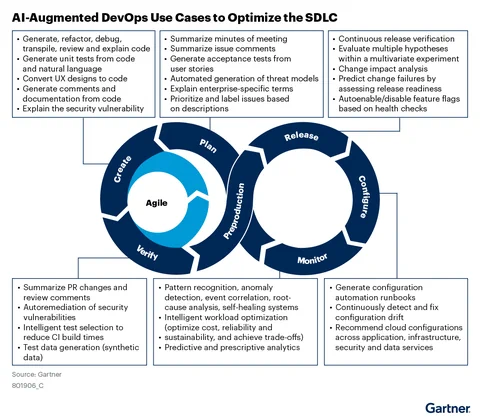 AI-Augmented DevOps Use Cases to Optimize the SDLC
• Generate, refactor, debug,
transpile, review and explain code
• Generate unit tests from code
and natural language
• Convert UX designs to code
• Generate comments and
documentation from code
• Explain the security vulnerability
• Summarize minutes of meeting
• Summarize issue comments
• Generate acceptance tests from
user stories
• Automated generation of threat models
• Explain enterprise-specific terms
• Prioritize and label issues based
on descriptions
• Continuous release verification
• Evaluate multiple hypotheses
within a multivariate experiment
• Change impact analysis
• Predict change failures by
assessing release readiness
• Autoenable/disable feature flags
based on health checks
Plan
Create
Agile
Verify
Preproduction
Release
Configure
Monitor
• Summarize PR changes and
review comments
• Autoremediation of security
vulnerabilities
• Intelligent test selection to
reduce CI build times
• Test data generation (synthetic
data)
• Pattern recognition, anomaly
detection, event correlation, root-
cause analysis, self-healing systems
• Intelligent workload optimization
(optimize cost, reliability and
• sustainability, and achieve trade-offs)
• Predictive and prescriptive analytics
• Generate configuration
automation runbooks
• Continuously detect and fix
configuration drift
• Recommend cloud configurations
across application, infrastructure,
security and data services
Source: Gartner
801906_C
Gartner